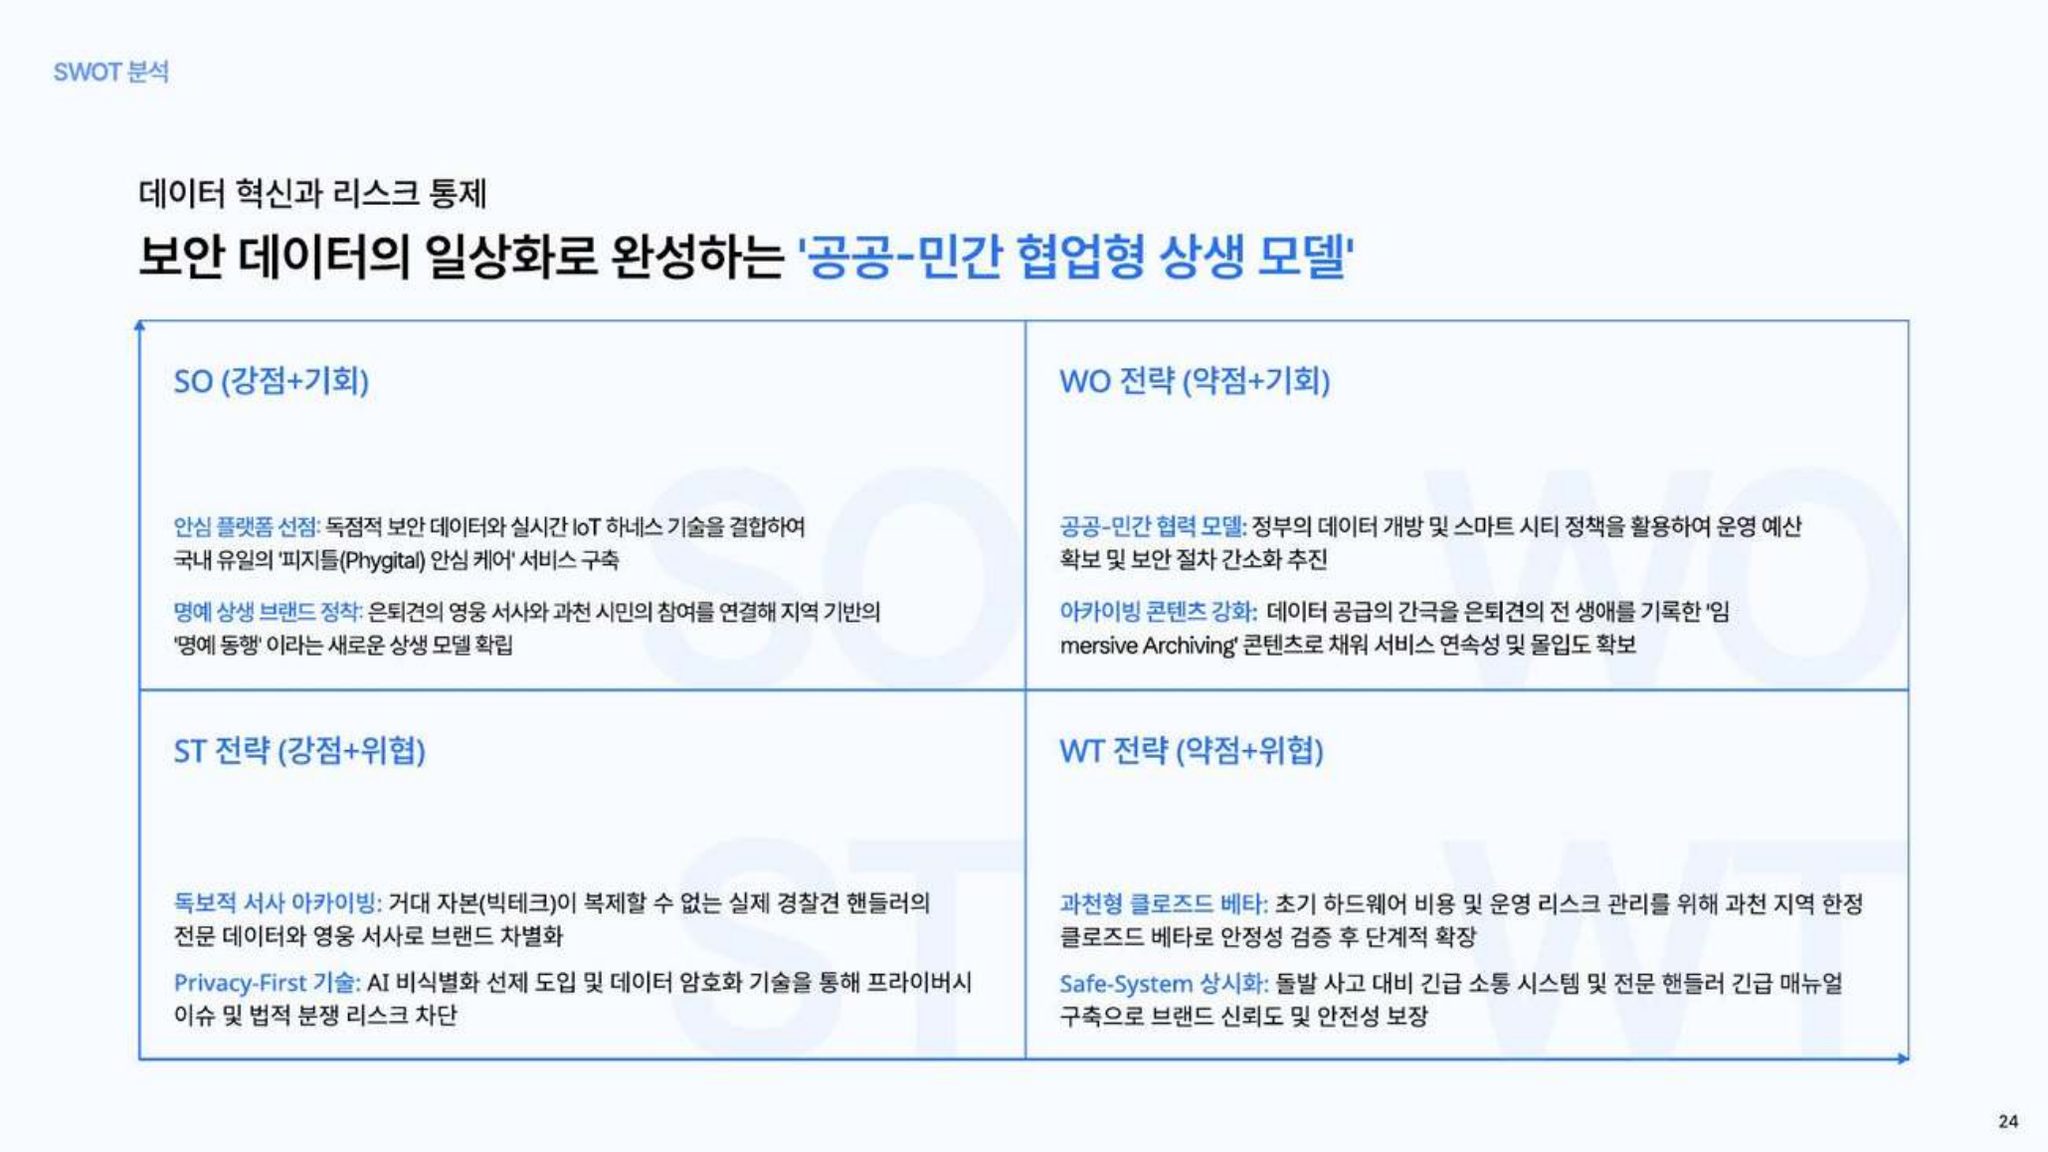 SWOT 분석
데이터 혁신과 리스크 통제
보안 데이터의 일상화로 완성하는 '공공-민간 협업형 상생 모델'
SO (강점+기회)
SO
안심 플랫폼 선점: 독점적 보안 데이터와 실시간 IoT 하네스 기술을 결합하여
국내 유일의 '피지틀(Phygital) 안심 케어' 서비스 구축
명예 상생 브랜드 정착: 은퇴견의 영웅 서사와 과천 시민의 참여를 연결해 지역 기반의
'명예 동행' 이라는 새로운 상생 모델 확립
WO 전략 (약점+기회)
WO
공공-민간 협력 모델: 정부의 데이터 개방 및 스마트 시티 정책을 활용하여 운영 예산
확보 및 보안 절차 간소화 추진
아카이빙 콘텐츠 강화: 데이터 공급의 간극을 은퇴견의 전 생애를 기록한 '임
mersive Archiving' 콘텐츠로 채워 서비스 연속성 및 몰입도 확보
ST 전략 (강점+위협)
ST
독보적 서사 아카이빙: 거대 자본(빅테크)이 복제할 수 없는 실제 경찰견 핸들러의
전문 데이터와 영웅 서사로 브랜드 차별화
Privacy-First 기술: AI 비식별화 선제 도입 및 데이터 암호화 기술을 통해 프라이버시
이슈 및 법적 분쟁 리스크 차단
WT 전략 (약점+위협)
WT
과천형 클로즈드 베타: 초기 하드웨어 비용 및 운영 리스크 관리를 위해 과천 지역 한정
클로즈드 베타로 안정성 검증 후 단계적 확장
Safe-System 상시화: 돌발 사고 대비 긴급 소통 시스템 및 전문 핸들러 긴급 매뉴얼
구축으로 브랜드 신뢰도 및 안전성 보장
24